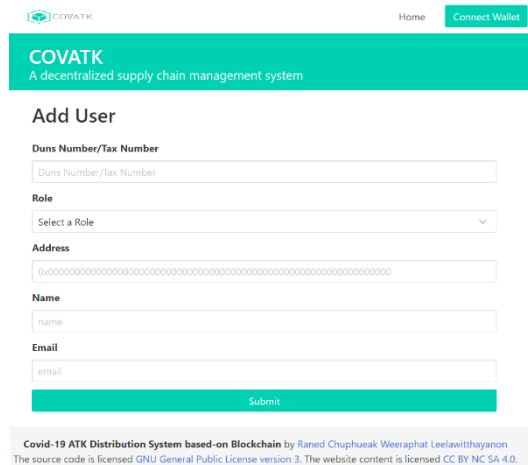 COVATK
Home
Connect Wallet
COVATK
A decentralized supply chain management system
Add User
Duns Number/Tax Number
Duns Number/Tax Number
Role
Select a Role
Address
0x0000000000000000000000000000000000000000000000000000000000000000
Name
name
Email
email
Submit
Covid-19 ATK Distribution System based-on Blockchain by Raned Chuphueak Weeraphat Leelawitthayanon
The source code is licensed GNU General Public License version 3. The website content is licensed CC BY NC SA 4.0.